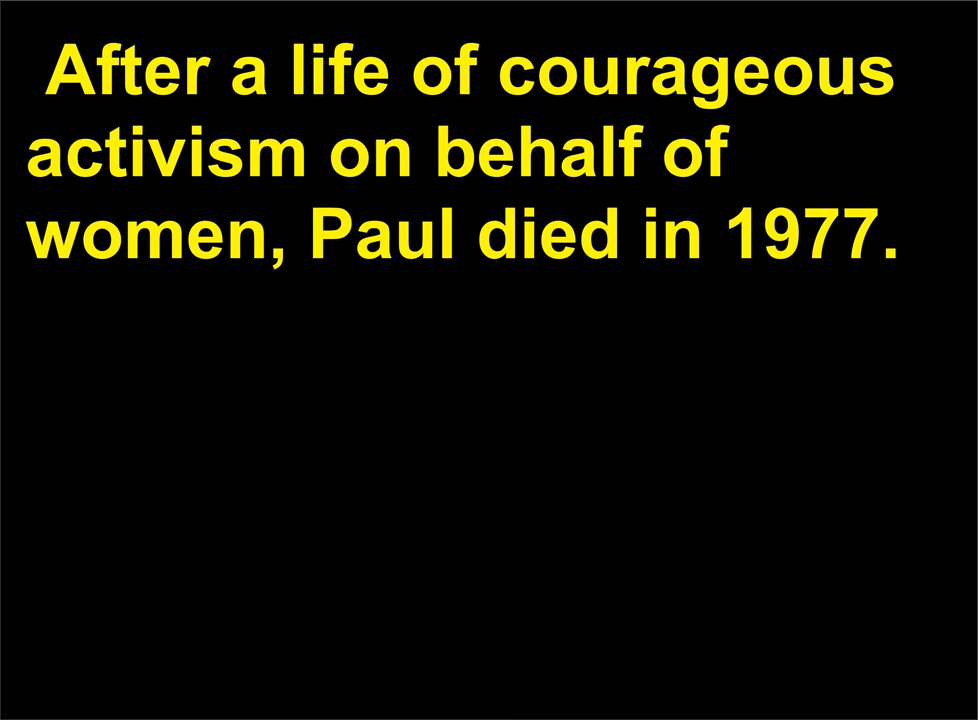 After a life of courageous
activism on behalf of
women, Paul died in 1977.